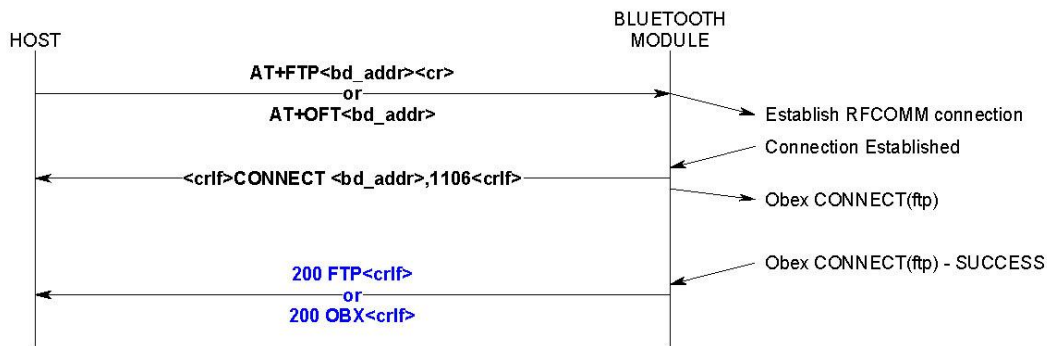 HOST
BLUETOOTH
MODULE
AT+FTP<bd_addr><cr>
or
AT+OFT<bd_addr>
Establish RFCOMM connection
Connection Established
<crlf>CONNECT <bd_addr>,1106<crlf>
Obex CONNECT(ftp)
Obex CONNECT(ftp) - SUCCESS
200 FTP<crlf>
or
200 OBX<crlf>